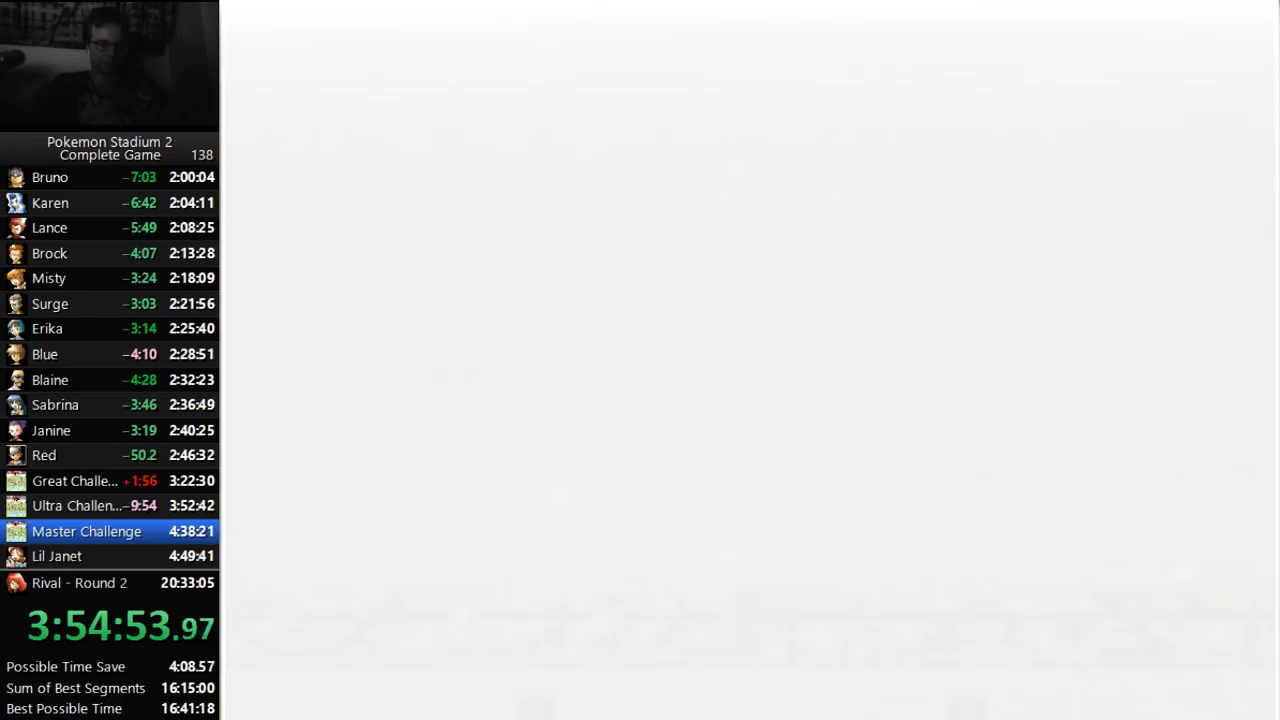 Pokemon Stadium 2
Complete Game 138
Bruno -7:03 2:00:04
Karen -6:42 2:04:11
Lance -5:49 2:08:25
Brock -4:07 2:13:28
Misty -3:24 2:18:09
Surge -3:03 2:21:56
Erika -3:14 2:25:40
Blue -4:10 2:28:51
Blaine -4:28 2:32:23
Sabrina -3:46 2:36:49
Janine -3:19 2:40:25
Red -50.2 2:46:32
Great Challe... +1:56 3:22:30
Ultra Challen... -9:54 3:52:42
Master Challenge 4:38:21
Lil Janet 4:49:41
Rival - Round 2 20:33:05
3:54:53.97
Possible Time Save 4:08.57
Sum of Best Segments 16:15:00
Best Possible Time 16:41:18